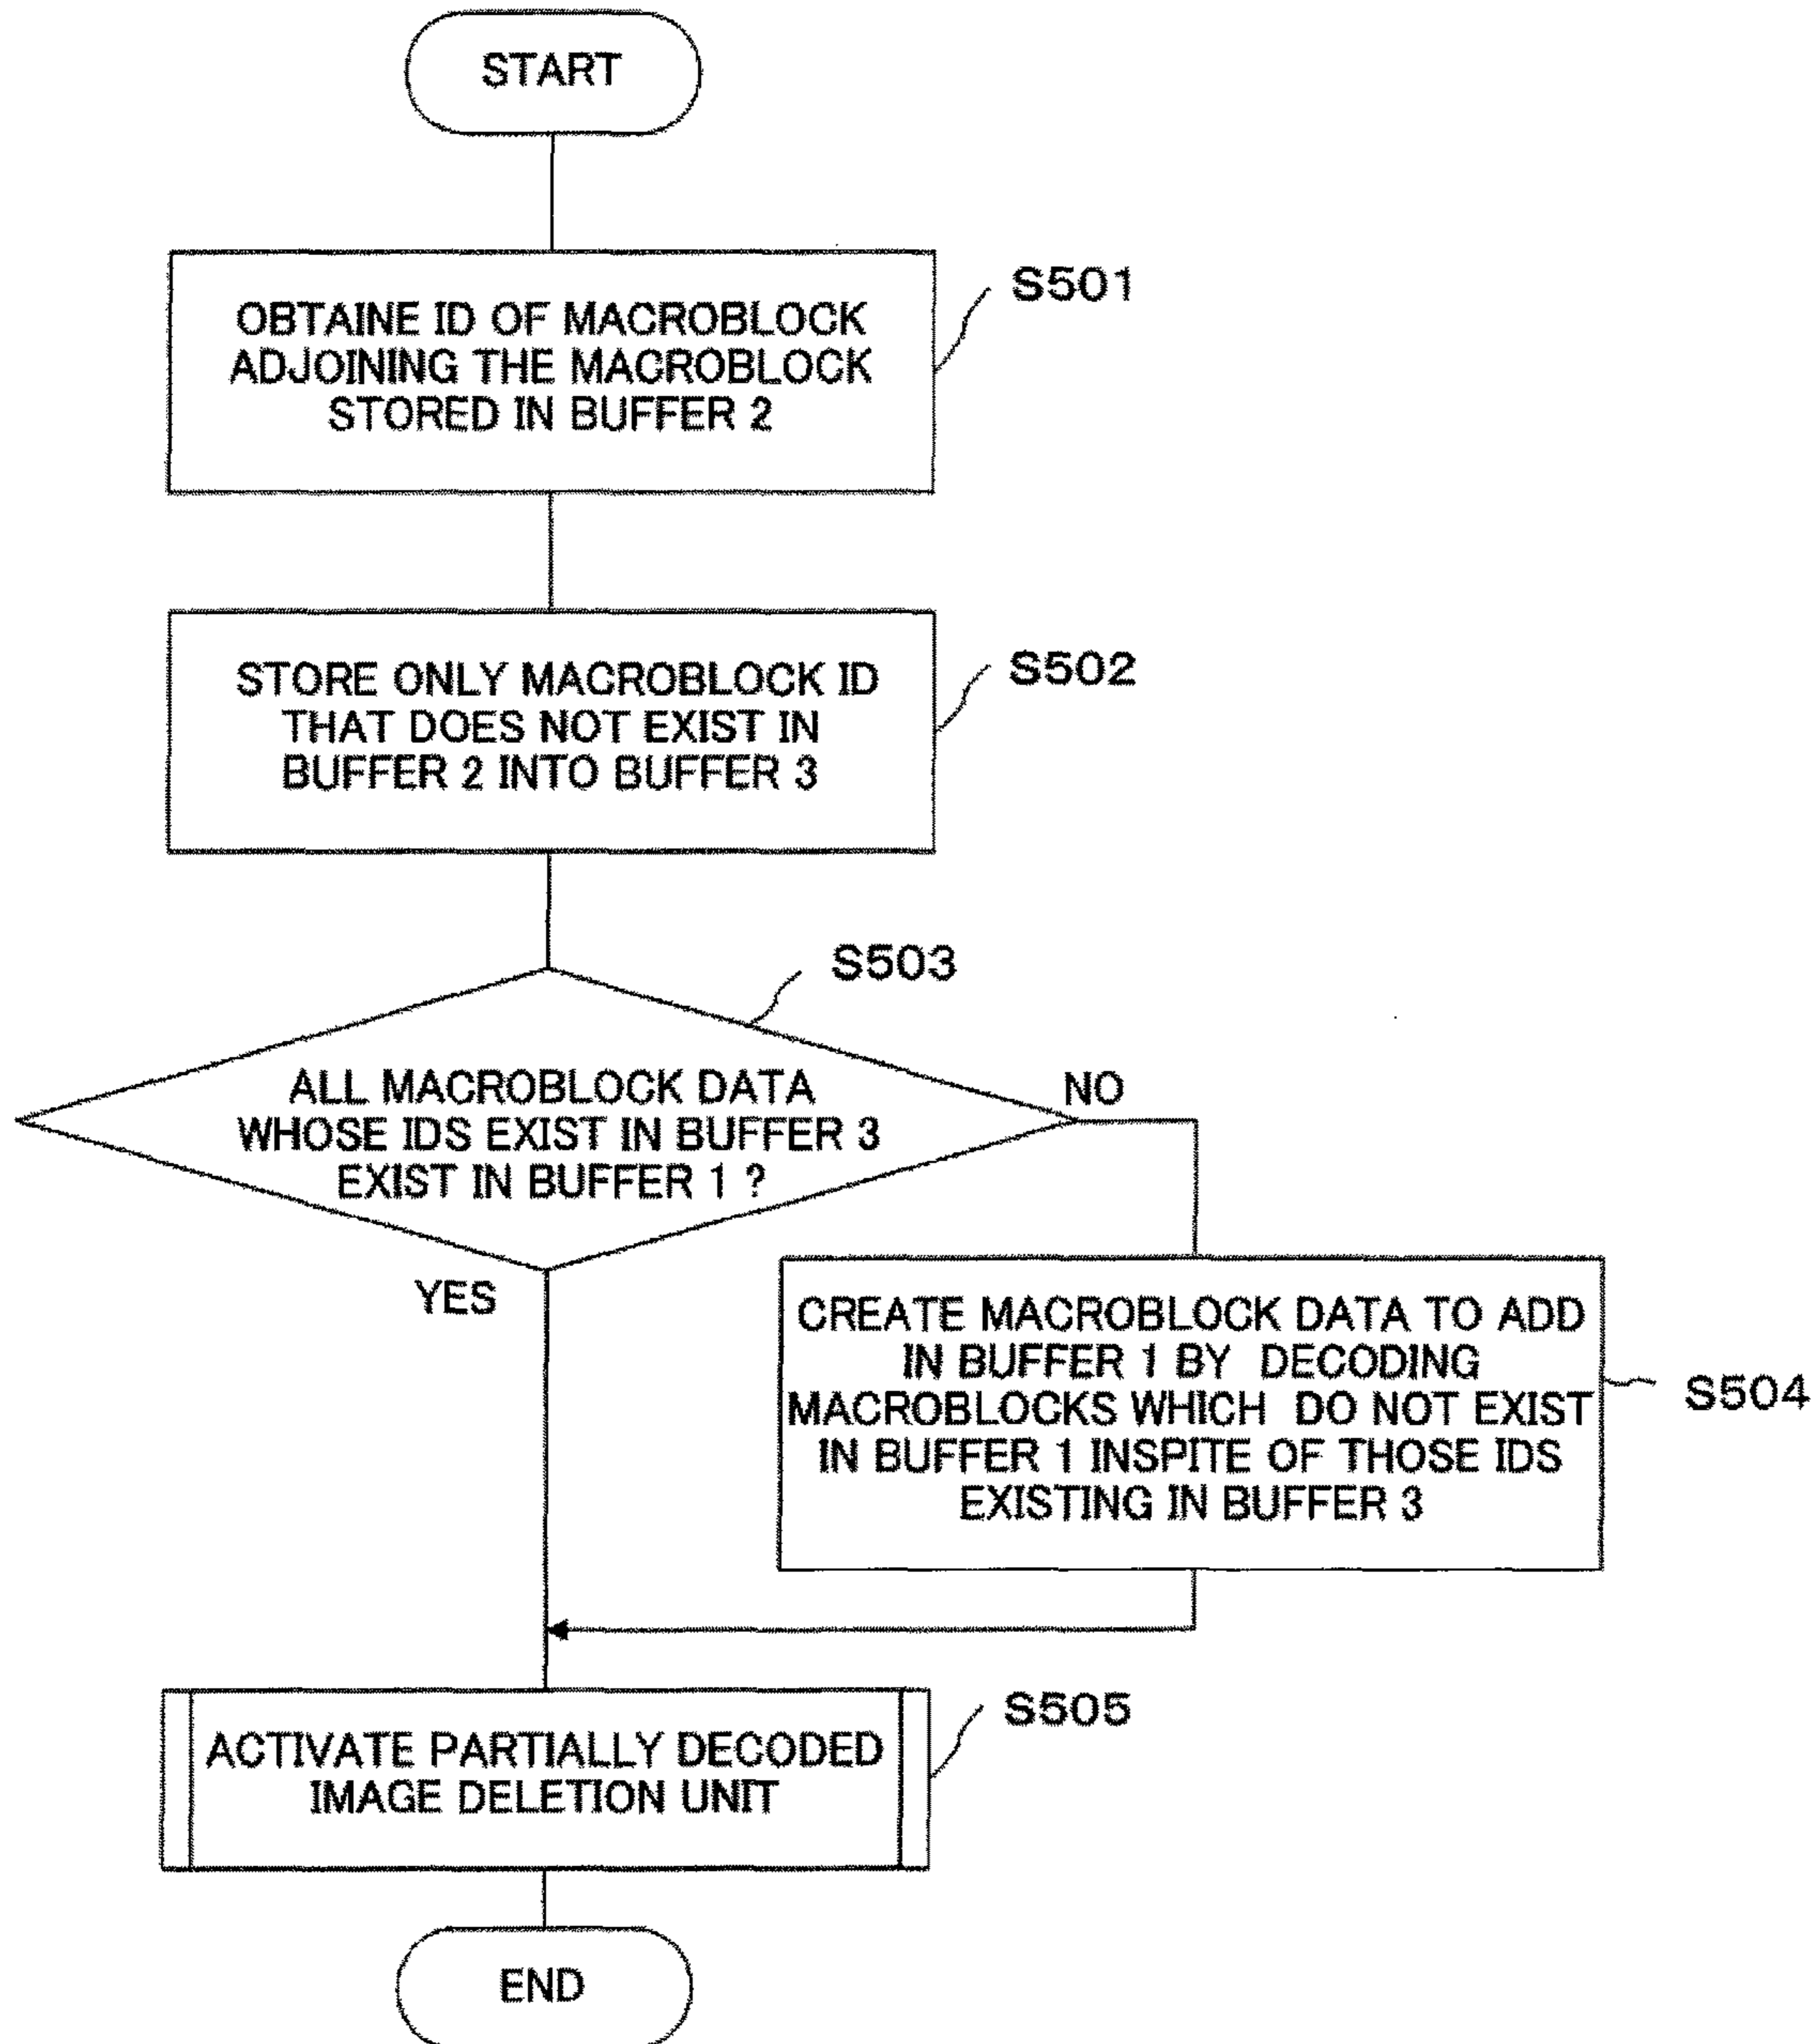 START
OBTAINE ID OF MACROBLOCK
ADJOINING THE MACROBLOCK
STORED IN BUFFER 2
S501
STORE ONLY MACROBLOCK ID
THAT DOES NOT EXIST IN
BUFFER 2 INTO BUFFER 3
S502
S503
ALL MACROBLOCK DATA
WHOSE IDS EXIST IN BUFFER 3
EXIST IN BUFFER 1 ?
NO
YES
CREATE MACROBLOCK DATA TO ADD
IN BUFFER 1 BY DECODING
MACROBLOCKS WHICH DO NOT EXIST
IN BUFFER 1 INSPITE OF THOSE IDS
EXISTING IN BUFFER 3
S504
ACTIVATE PARTIALLY DECODED
IMAGE DELETION UNIT
S505
END